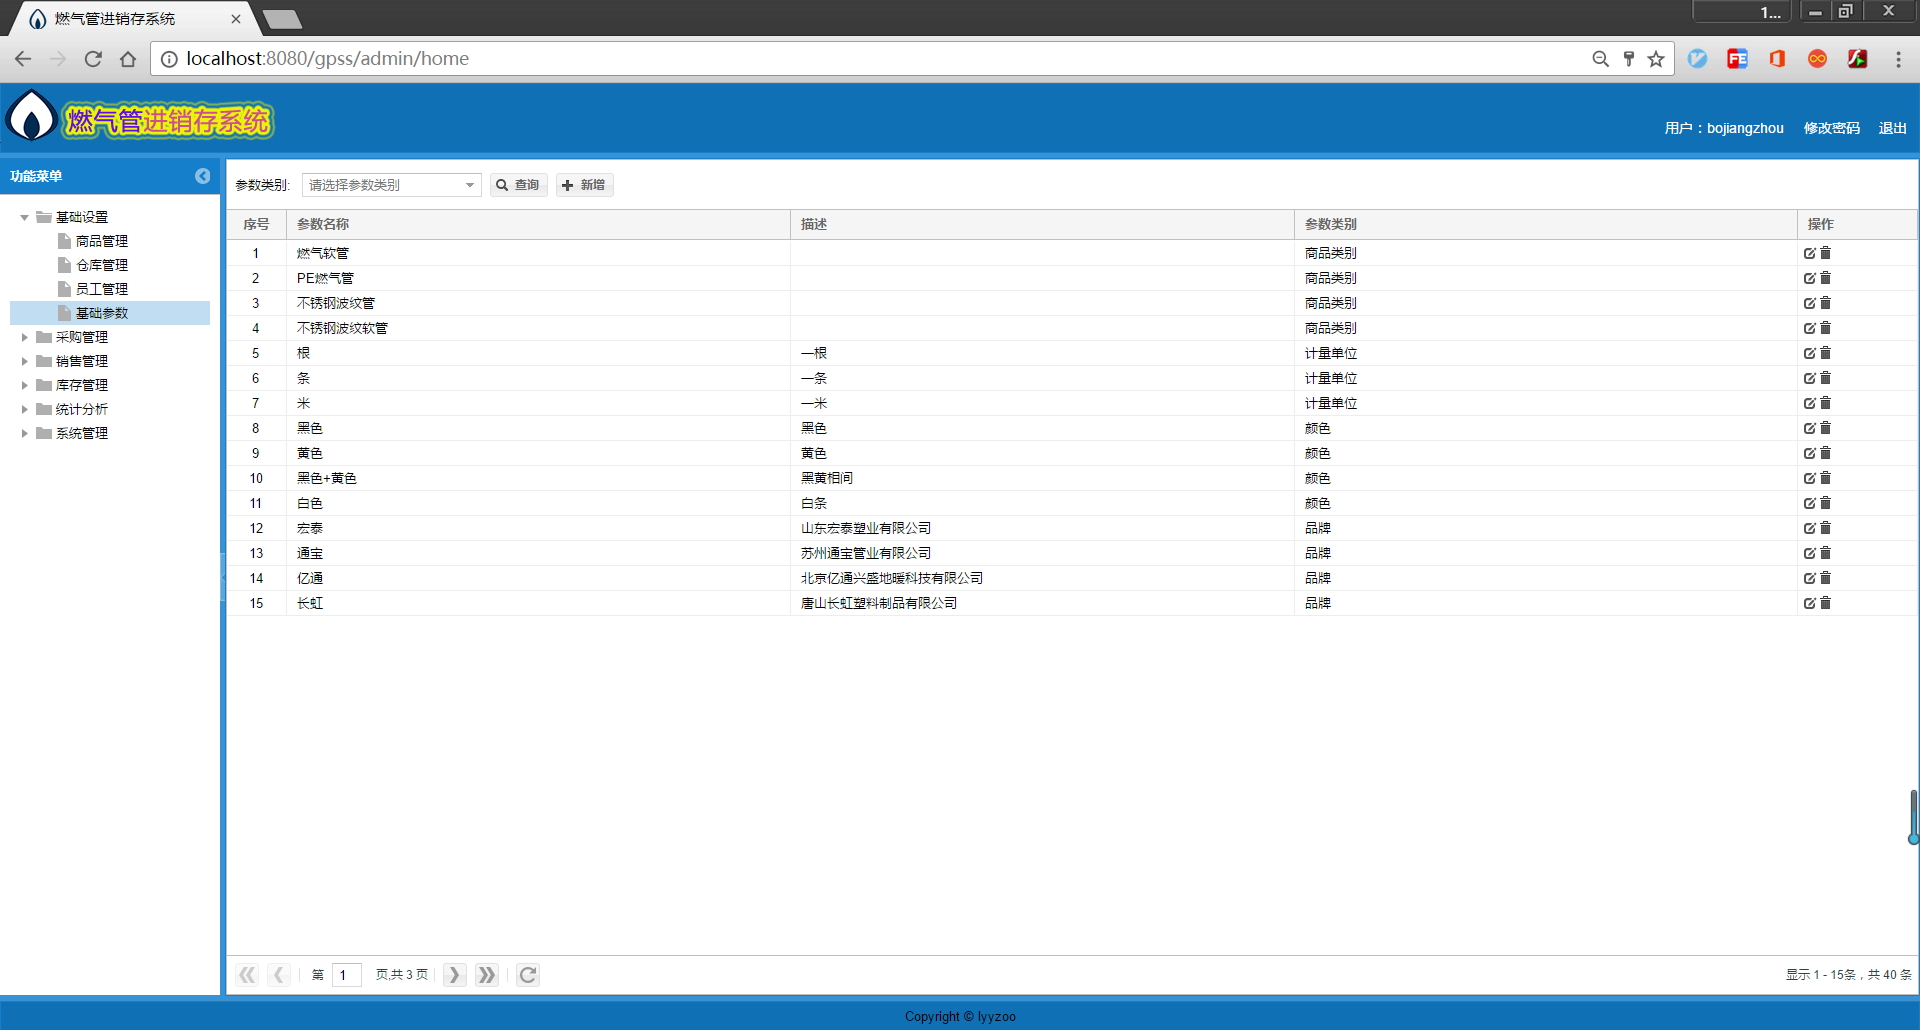 燃气管进销存系统
1...
localhost:8080/gpss/admin/home
燃气管进销存系统
用户：bojiangzhou 修改密码 退出
功能菜单
基础设置
商品管理
仓库管理
员工管理
基础参数
采购管理
销售管理
库存管理
统计分析
系统管理
参数类别: 请选择参数类别 查询 新增
序号 参数名称 描述 参数类别 操作
1 燃气软管 商品类别
2 PE燃气管 商品类别
3 不锈钢波纹管 商品类别
4 不锈钢波纹软管 商品类别
5 根 一根 计量单位
6 条 一条 计量单位
7 米 一米 计量单位
8 黑色 黑色 颜色
9 黄色 黄色 颜色
10 黑色+黄色 黑黄相间 颜色
11 白色 白条 颜色
12 宏泰 山东宏泰塑业有限公司 品牌
13 通宝 苏州通宝管业有限公司 品牌
14 亿通 北京亿通兴盛地暖科技有限公司 品牌
15 长虹 唐山长虹塑料制品有限公司 品牌
第 1 页,共 3 页
显示 1 - 15条，共 40 条
Copyright © lyyzoo